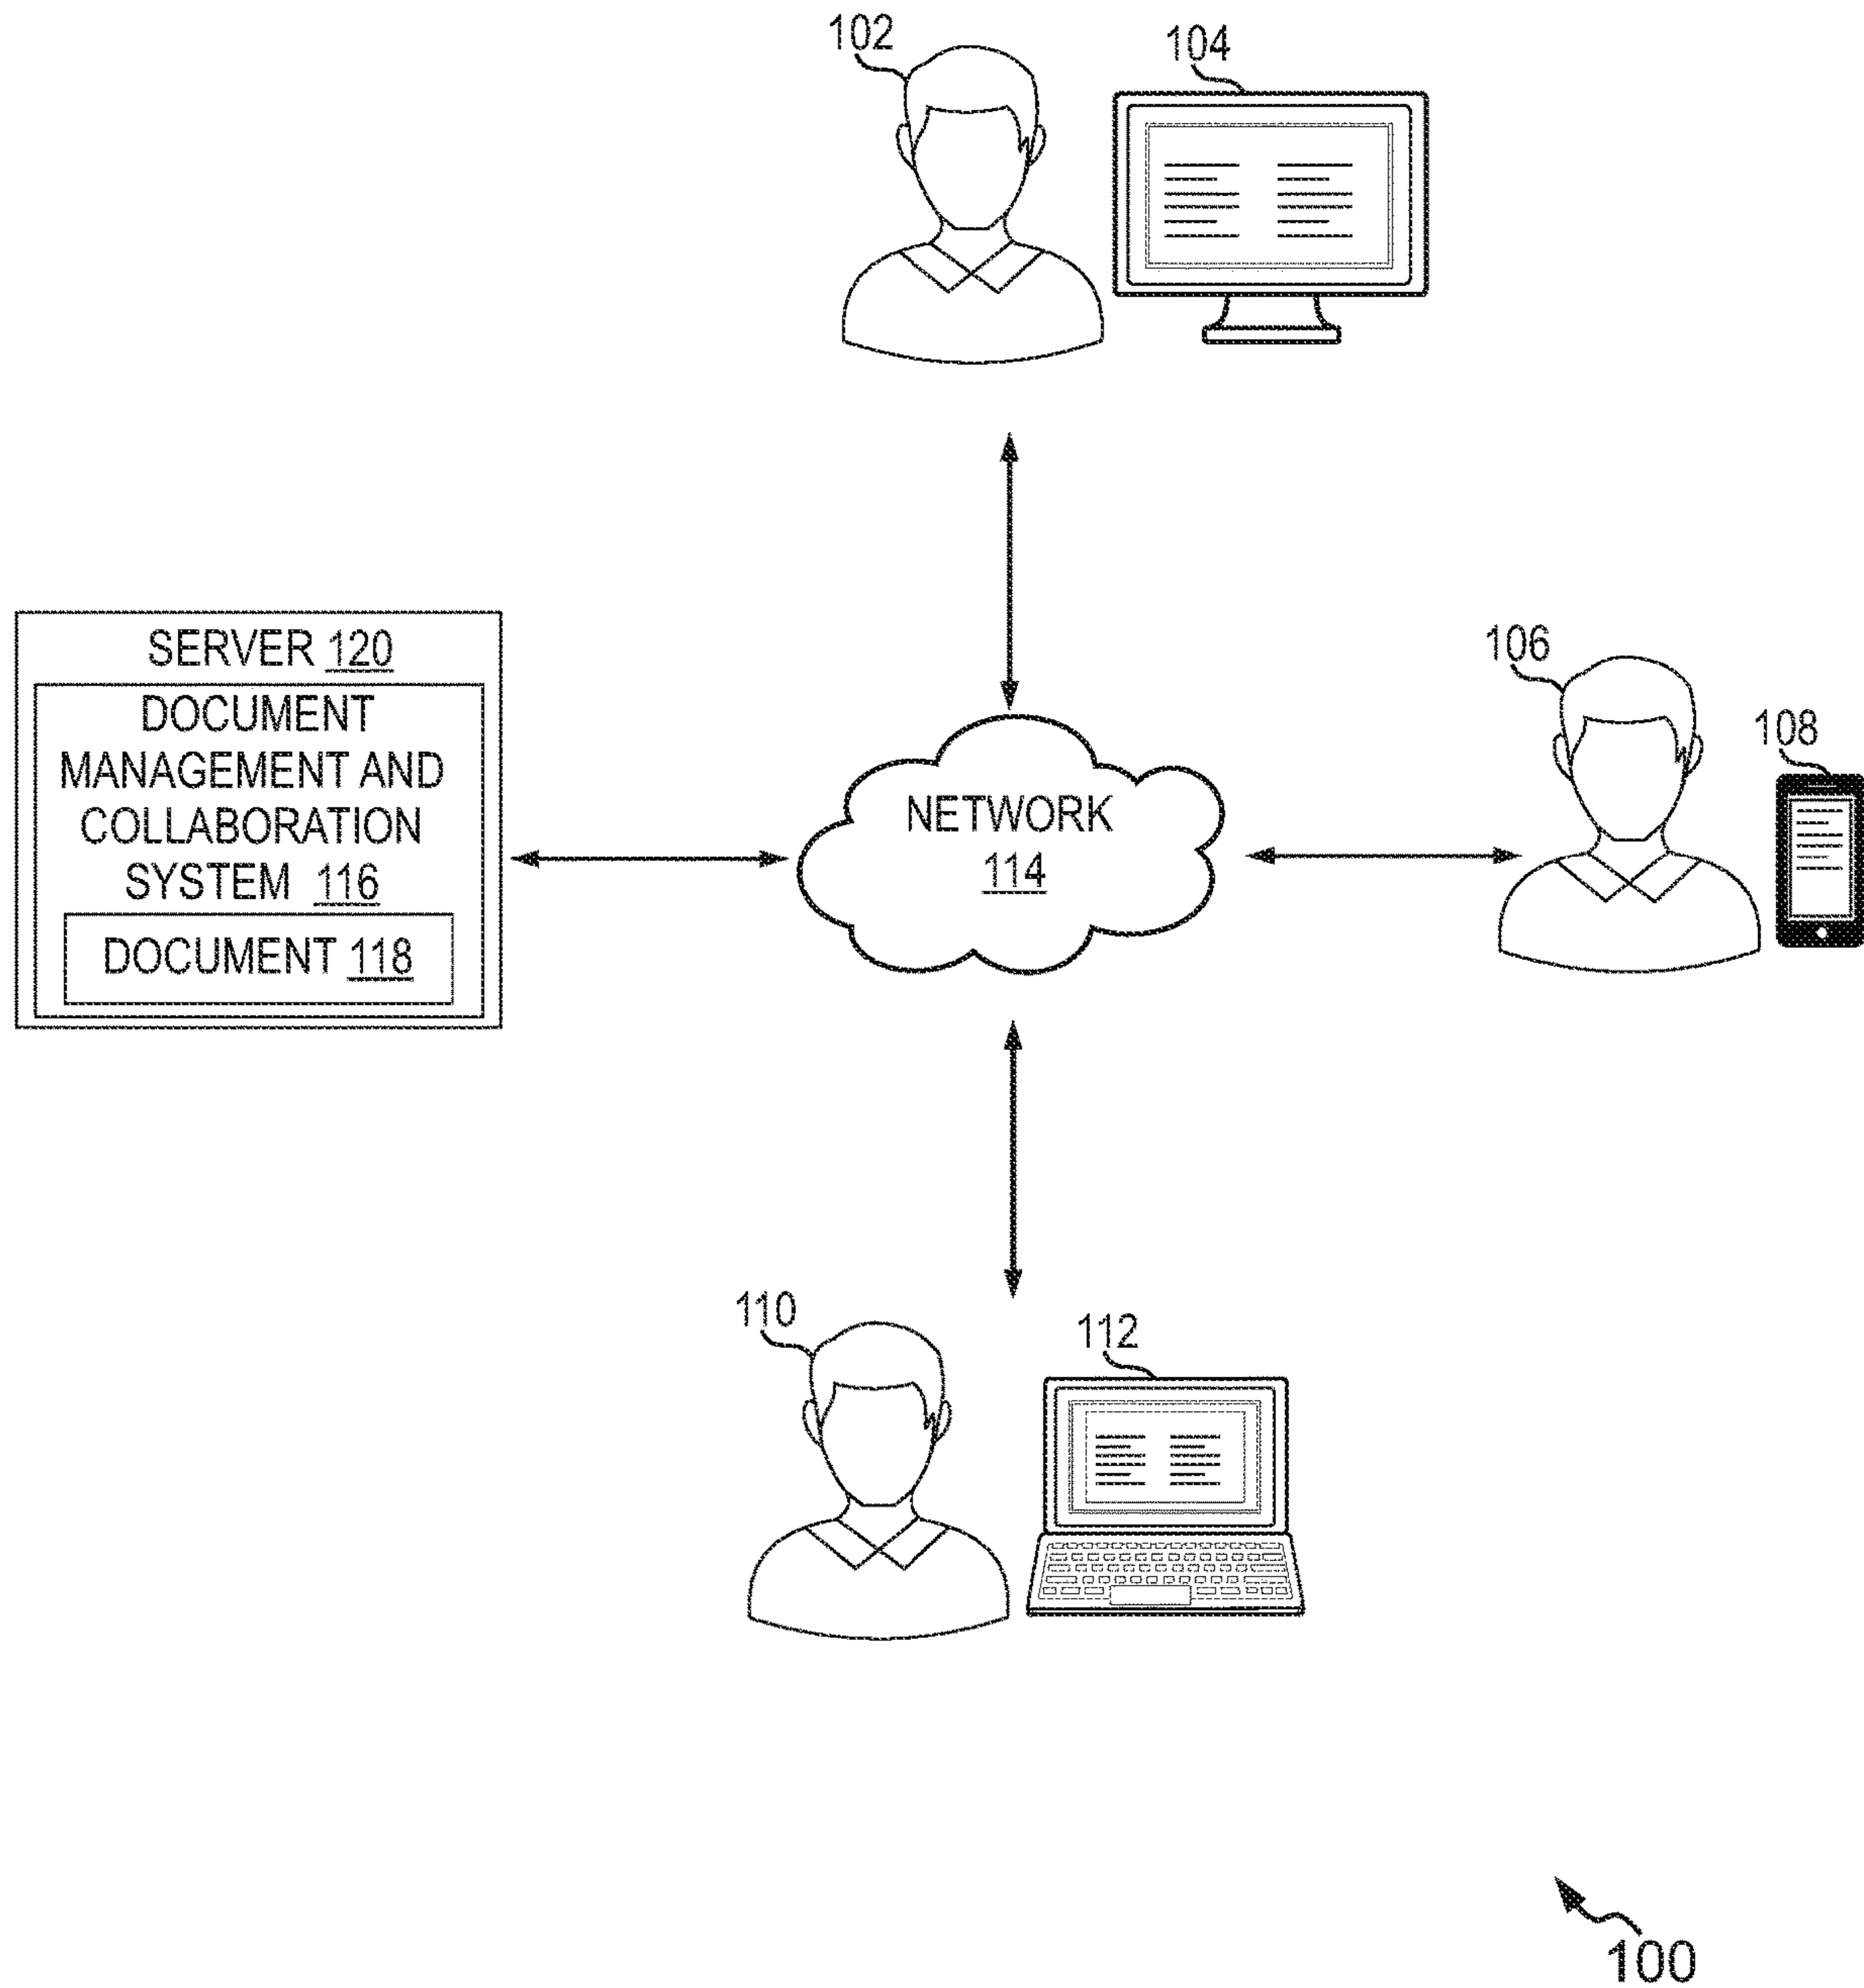 102
104
SERVER 120
DOCUMENT
MANAGEMENT AND
COLLABORATION
SYSTEM 116
DOCUMENT 118
NETWORK
114
106
108
110
112
100